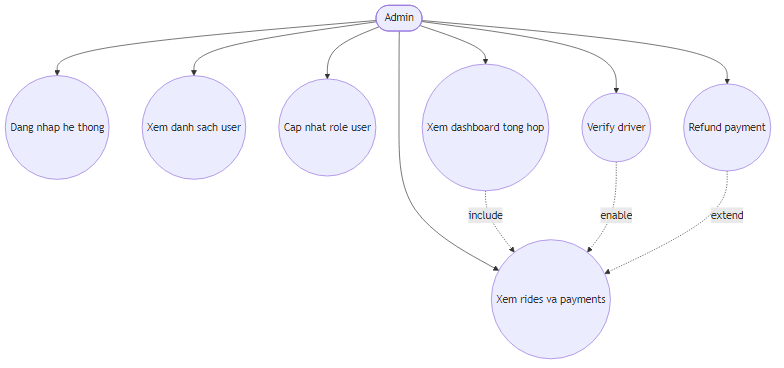 Admin
Dang nhap he thong
Xem danh sach user
Cap nhat role user
Xem dashboard tong hop
Verify driver
Refund payment
include
enable
extend
Xem rides va payments